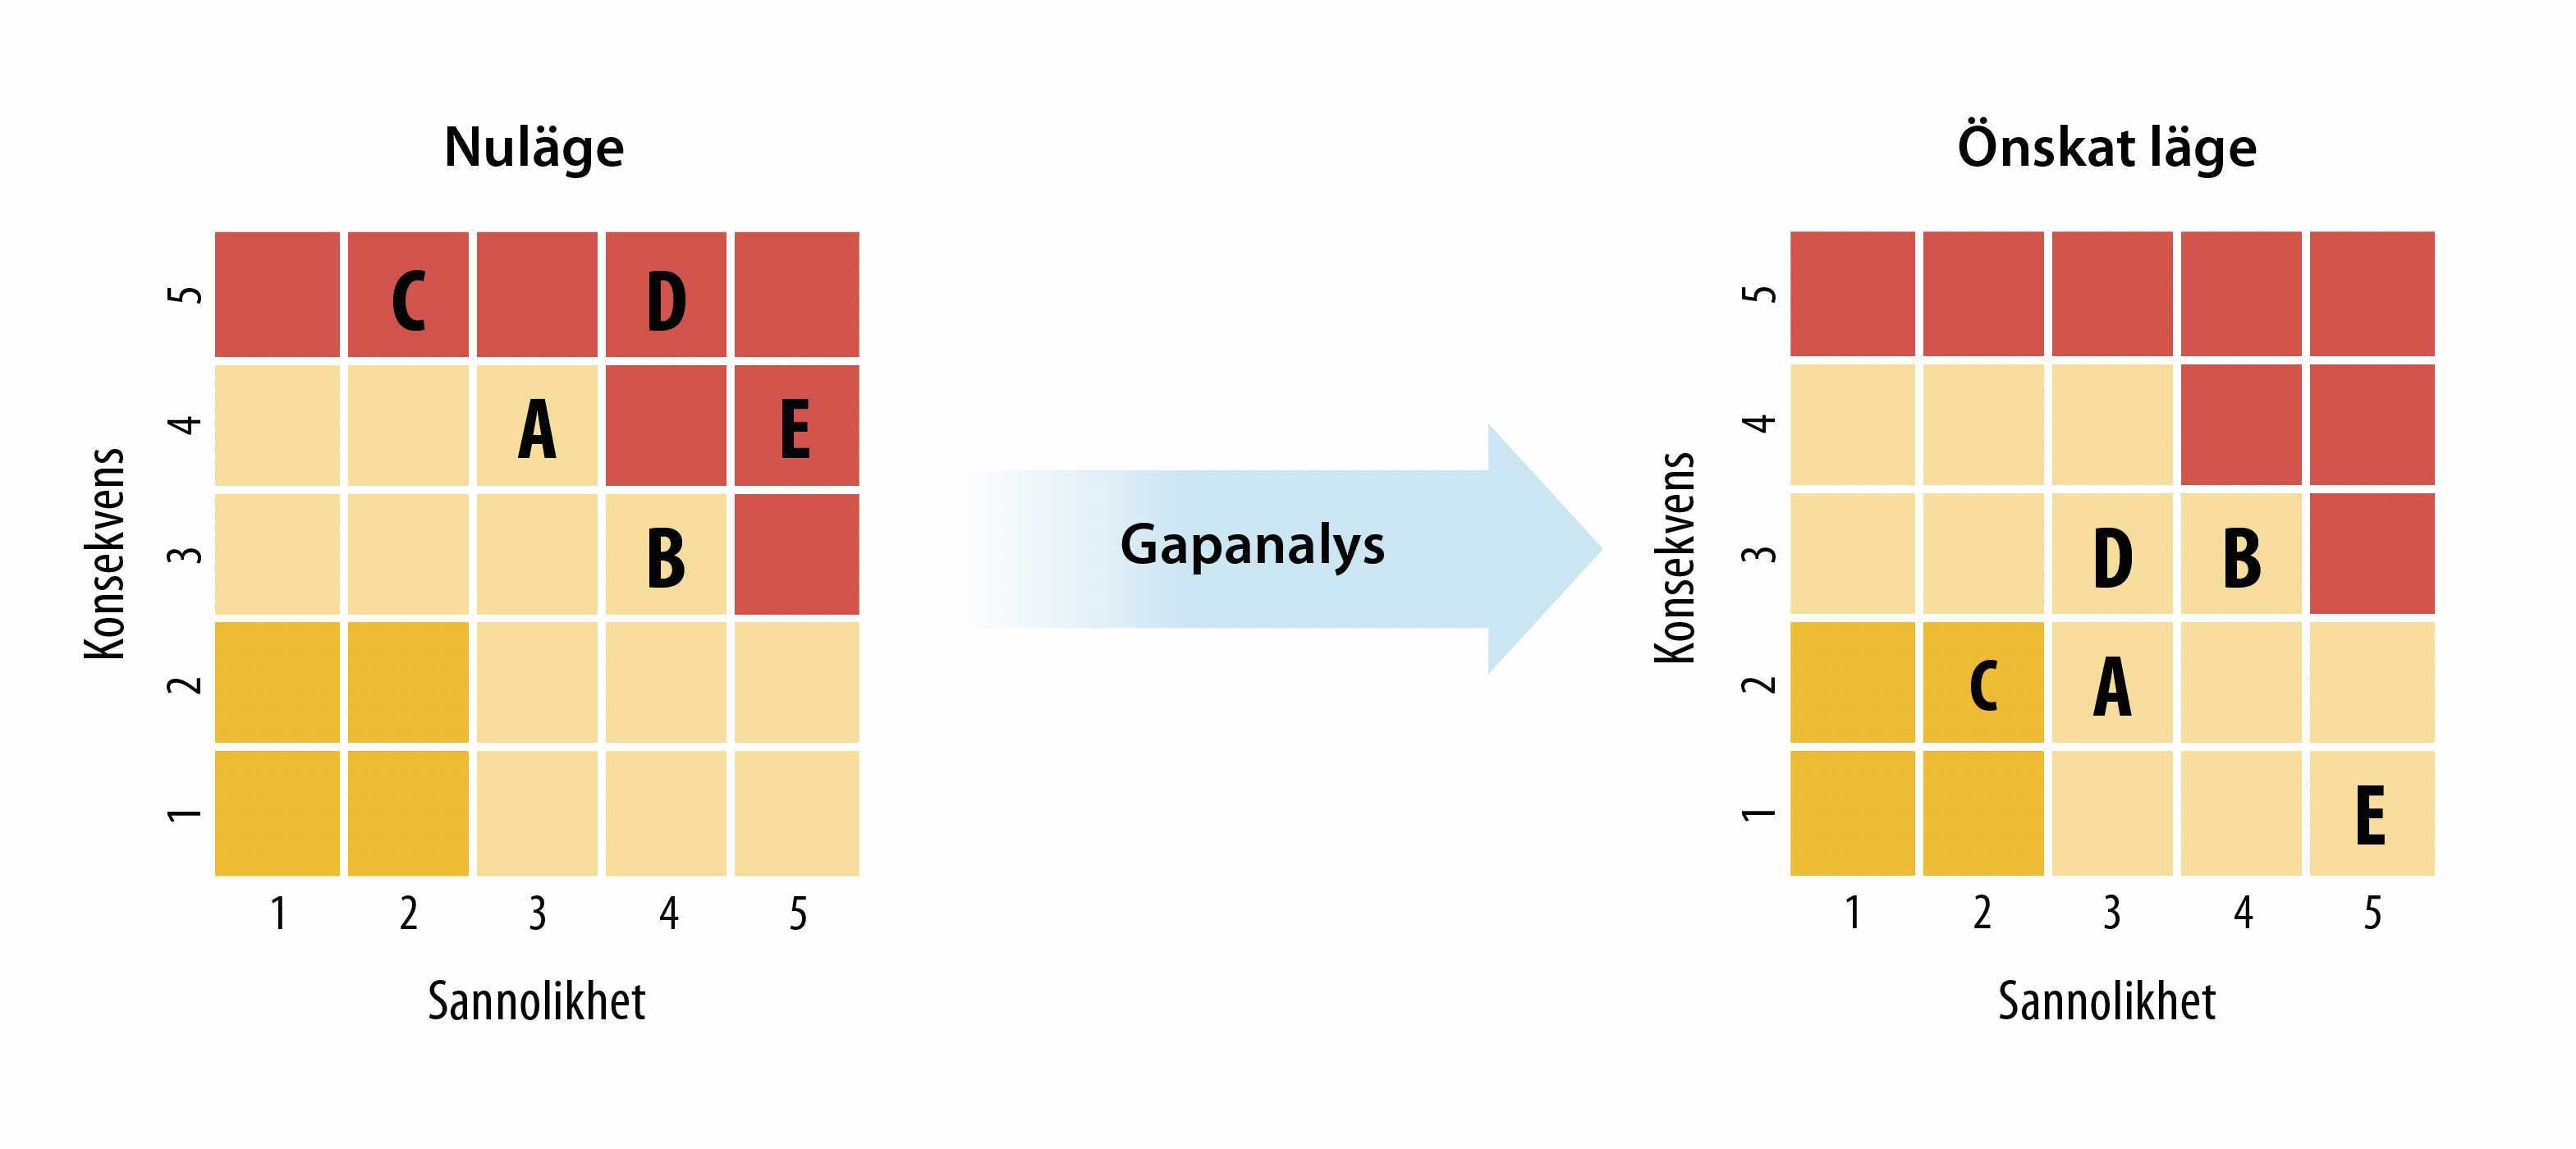 Nuläge
Konsekvens
5
C
D
4
A
E
3
B
2
1
1 2 3 4 5
Sannolikhet
Gapanalys
Önskat läge
Konsekvens
5
4
3
D
B
2
C
A
1
E
1 2 3 4 5
Sannolikhet